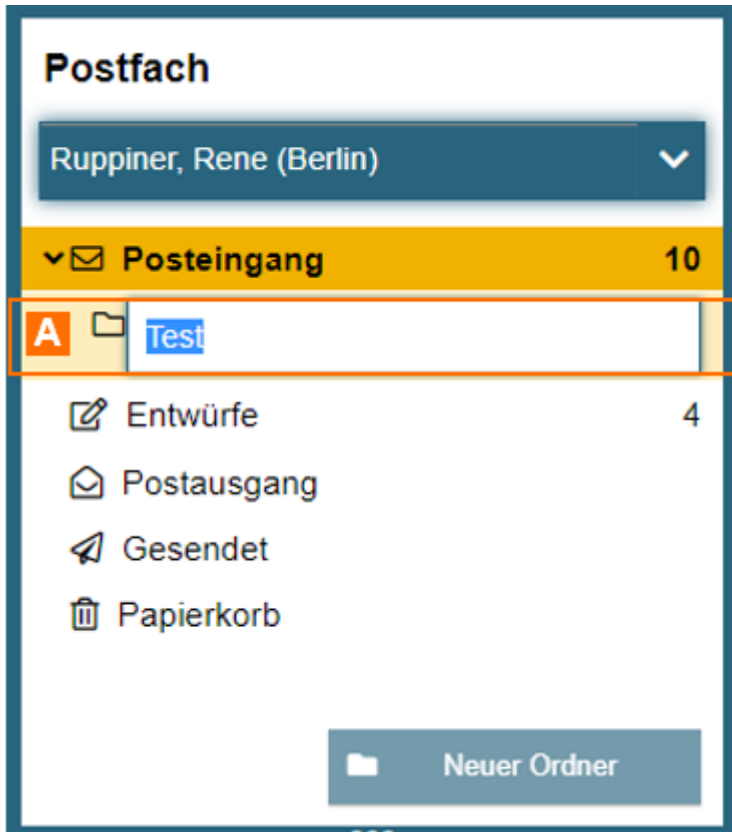 Postfach
Ruppiner, Rene (Berlin)
Posteingang 10
A Test
Entwürfe 4
Postausgang
Gesendet
Papierkorb
Neuer Ordner